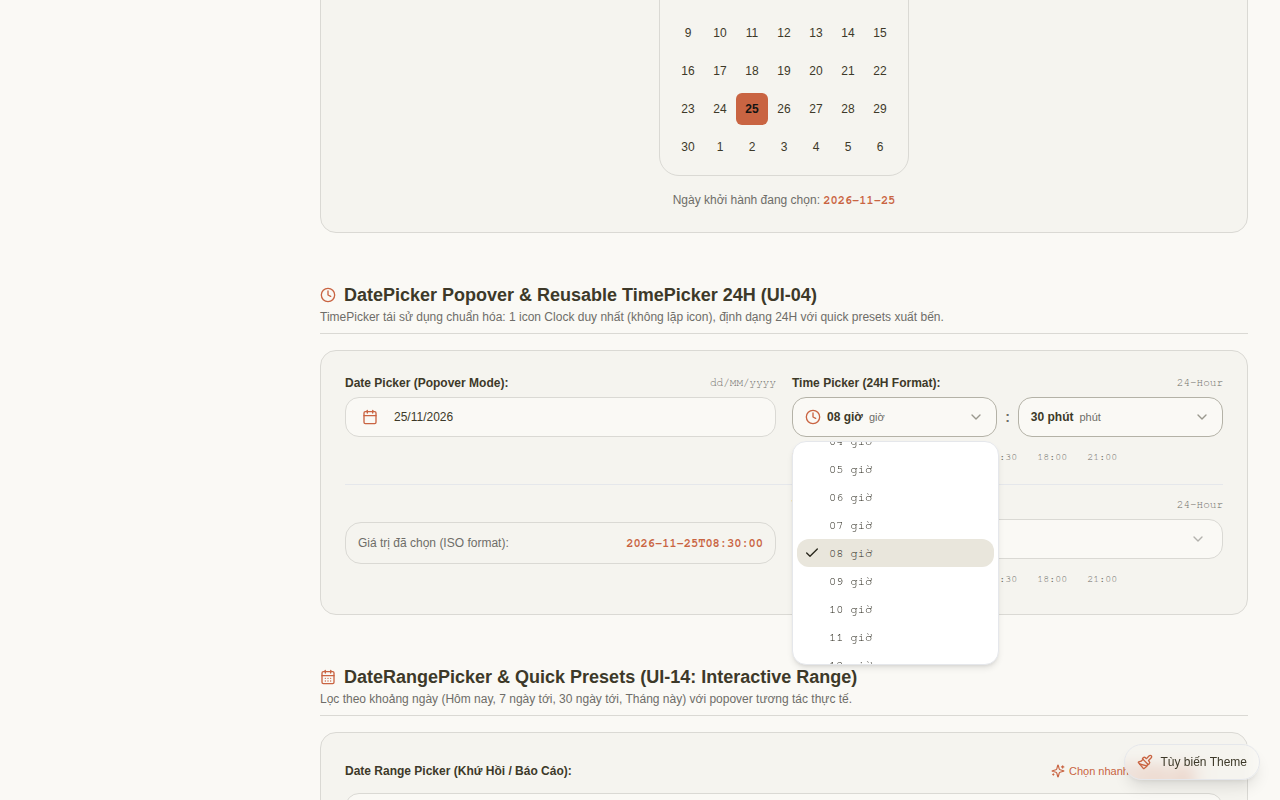 9 10 11 12 13 14 15
16 17 18 19 20 21 22
23 24 25 26 27 28 29
30 1 2 3 4 5 6
Ngày khởi hành đang chọn: 2026-11-25
DatePicker Popover & Reusable TimePicker 24H (UI-04)
TimePicker tái sử dụng chuẩn hóa: 1 icon Clock duy nhất (không lặp icon), định dạng 24H với quick presets xuất bến.
Date Picker (Popover Mode): dd/MM/yyyy
Time Picker (24H Format): 24-Hour
25/11/2026
08 giờ giờ : 30 phút phút
:30 18:00 21:00
05 giờ
06 giờ
07 giờ
08 giờ
09 giờ
10 giờ
11 giờ
24-Hour
Giá trị đã chọn (ISO format): 2026-11-25T08:30:00
:30 18:00 21:00
DateRangePicker & Quick Presets (UI-14: Interactive Range)
Lọc theo khoảng ngày (Hôm nay, 7 ngày tới, 30 ngày tới, Tháng này) với popover tương tác thực tế.
Date Range Picker (Khứ Hồi / Báo Cáo): Chọn nhanh
Tùy biến Theme